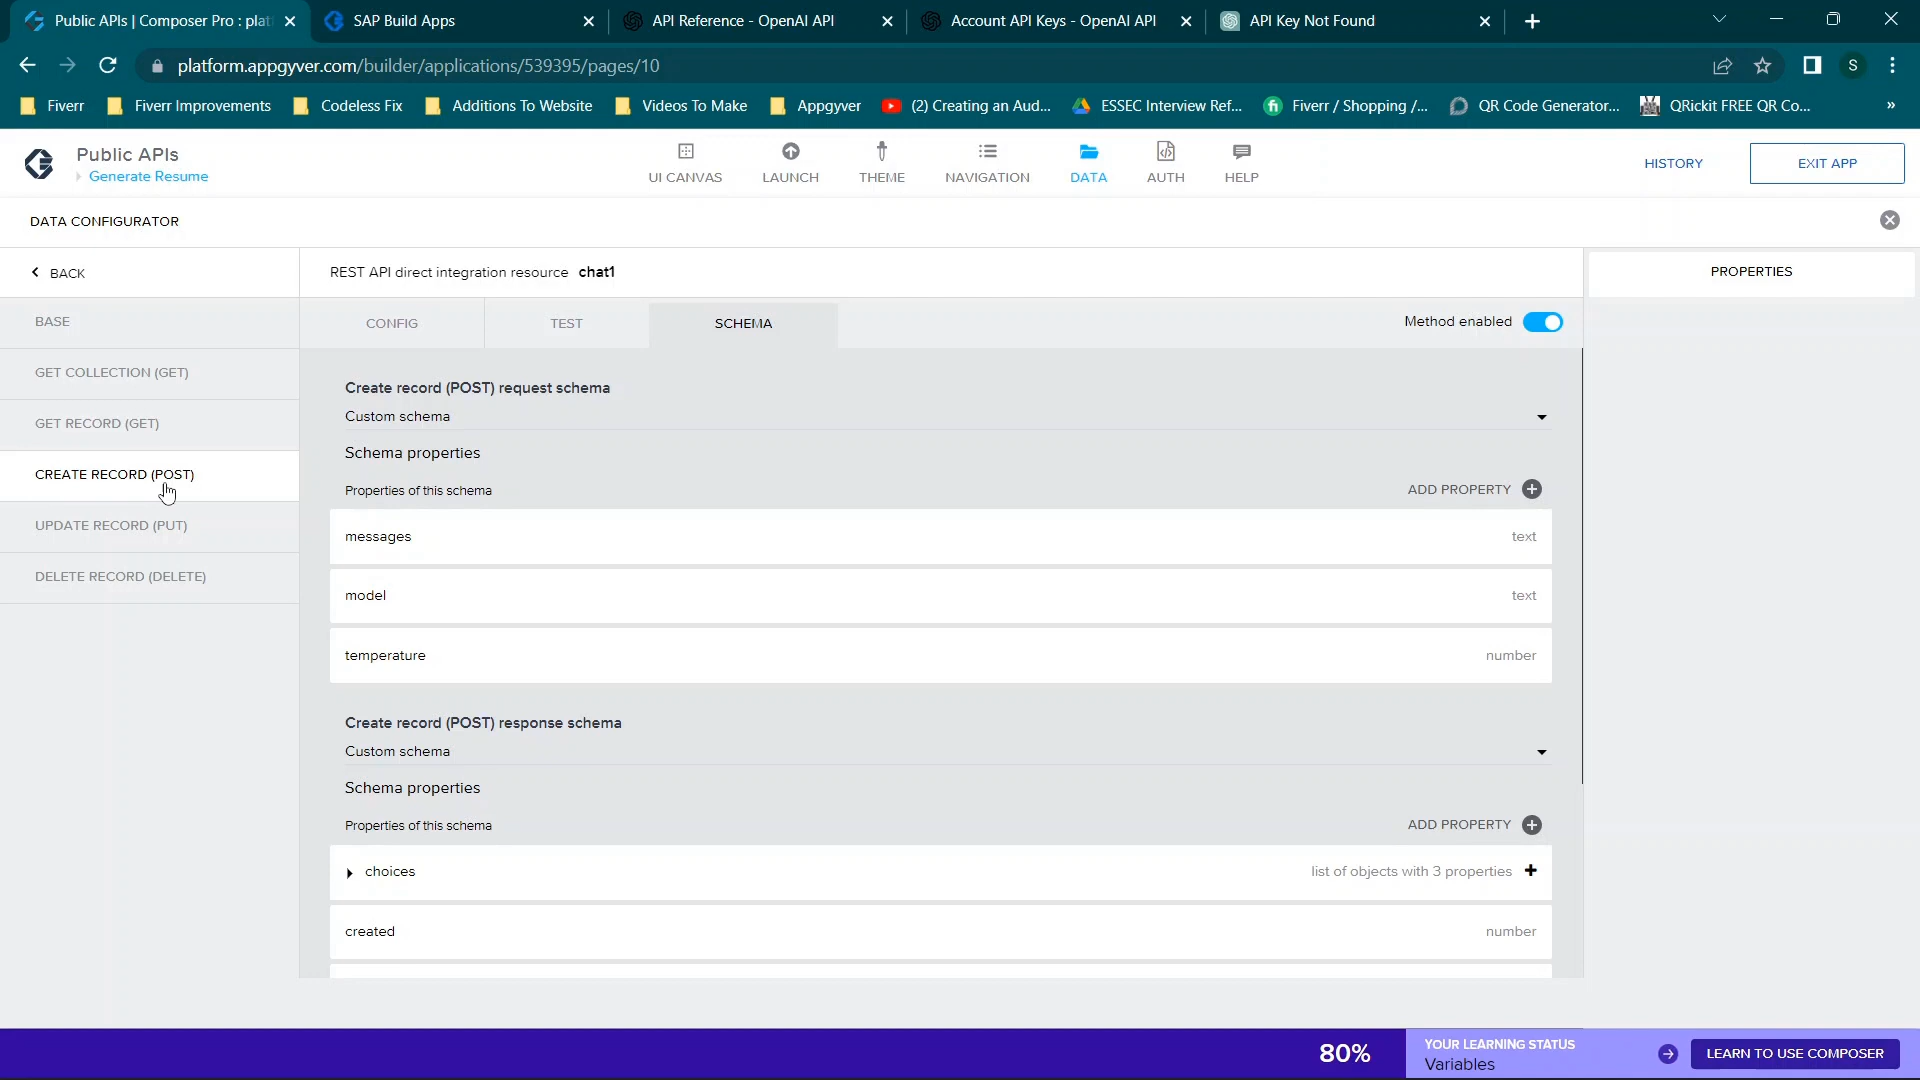 Public APIs | Composer Pro : plat
SAP Build Apps
API Reference - OpenAI API
Account API Keys - OpenAI API
API Key Not Found
platform.appgyver.com/builder/applications/539395/pages/10
S
Fiverr
Fiverr Improvements
Codeless Fix
Additions To Website
Videos To Make
Appgyver
(2) Creating an Aud...
ESSEC Interview Ref...
Fiverr / Shopping /...
QR Code Generator...
QRickit FREE QR Co...
»
Public APIs
Generate Resume
UI CANVAS
LAUNCH
THEME
NAVIGATION
DATA
AUTH
HELP
HISTORY
EXIT APP
DATA CONFIGURATOR
BACK
REST API direct integration resource chat1
PROPERTIES
BASE
GET COLLECTION (GET)
GET RECORD (GET)
CREATE RECORD (POST)
UPDATE RECORD (PUT)
DELETE RECORD (DELETE)
CONFIG
TEST
SCHEMA
Method enabled
Create record (POST) request schema
Custom schema
Schema properties
Properties of this schema
ADD PROPERTY
messages
text
model
text
temperature
number
Create record (POST) response schema
Custom schema
Schema properties
Properties of this schema
ADD PROPERTY
choices
list of objects with 3 properties
created
number
80%
YOUR LEARNING STATUS
Variables
LEARN TO USE COMPOSER